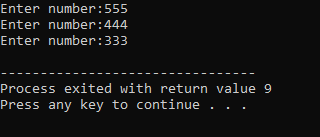 Enter number:555
Enter number:444
Enter number:333
--------------------------------
Process exited with return value 9
Press any key to continue . . .